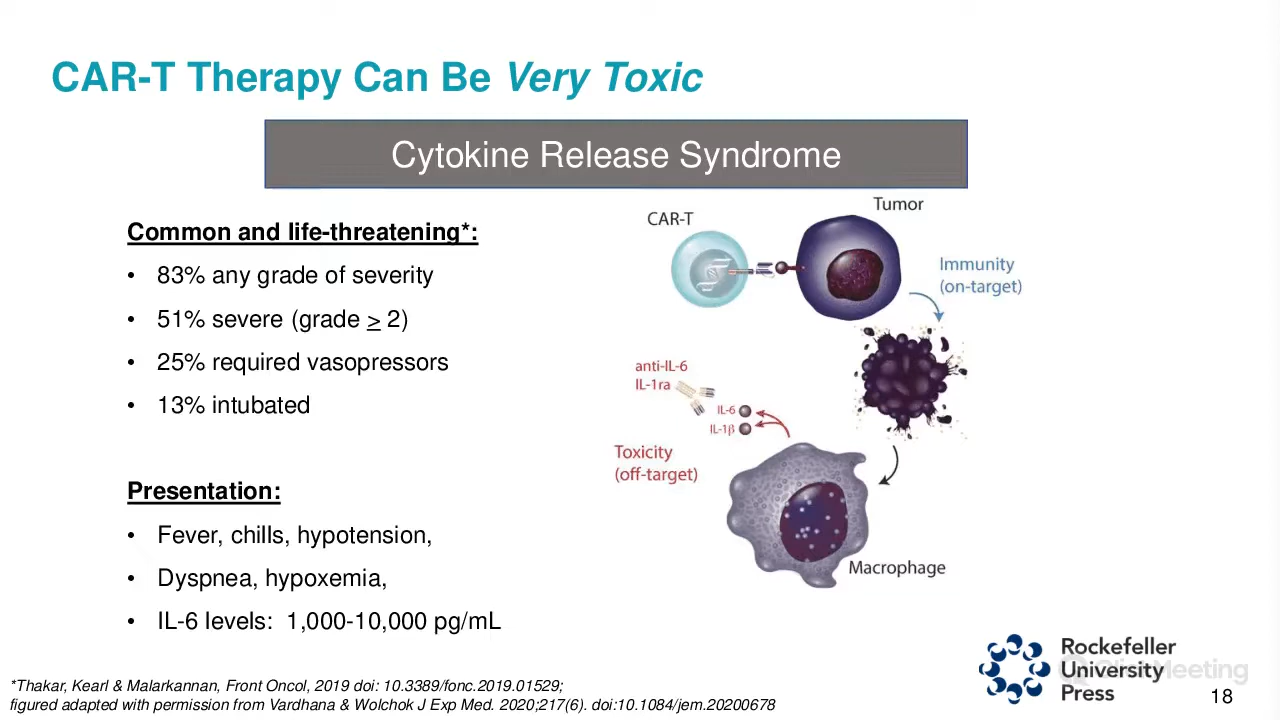 CAR-T Therapy Can Be Very Toxic
Cytokine Release Syndrome
Common and life-threatening*:
• 83% any grade of severity
• 51% severe (grade > 2)
• 25% required vasopressors
• 13% intubated
Presentation:
• Fever, chills, hypotension,
• Dyspnea, hypoxemia,
• IL-6 levels: 1,000-10,000 pg/mL
CAR-T
Tumor
Immunity
(on-target)
anti-IL-6
IL-1ra
IL-6
IL-1β
Toxicity
(off-target)
Macrophage
Rockefeller
University
Press
Meeting
*Thakar, Kearl & Malarkannan, Front Oncol, 2019 doi: 10.3389/fonc.2019.01529;
figured adapted with permission from Vardhana & Wolchok J Exp Med. 2020;217(6). doi:10.1084/jem.20200678
18